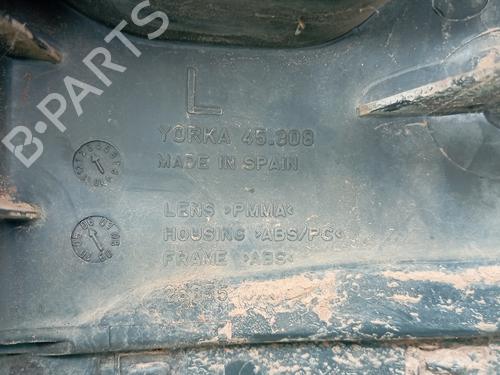 B-PARTS
L
YORKA 45.308
MADE IN SPAIN
LENS >PMMA<
HOUSING >ABS/PC<
FRAME >ABS<